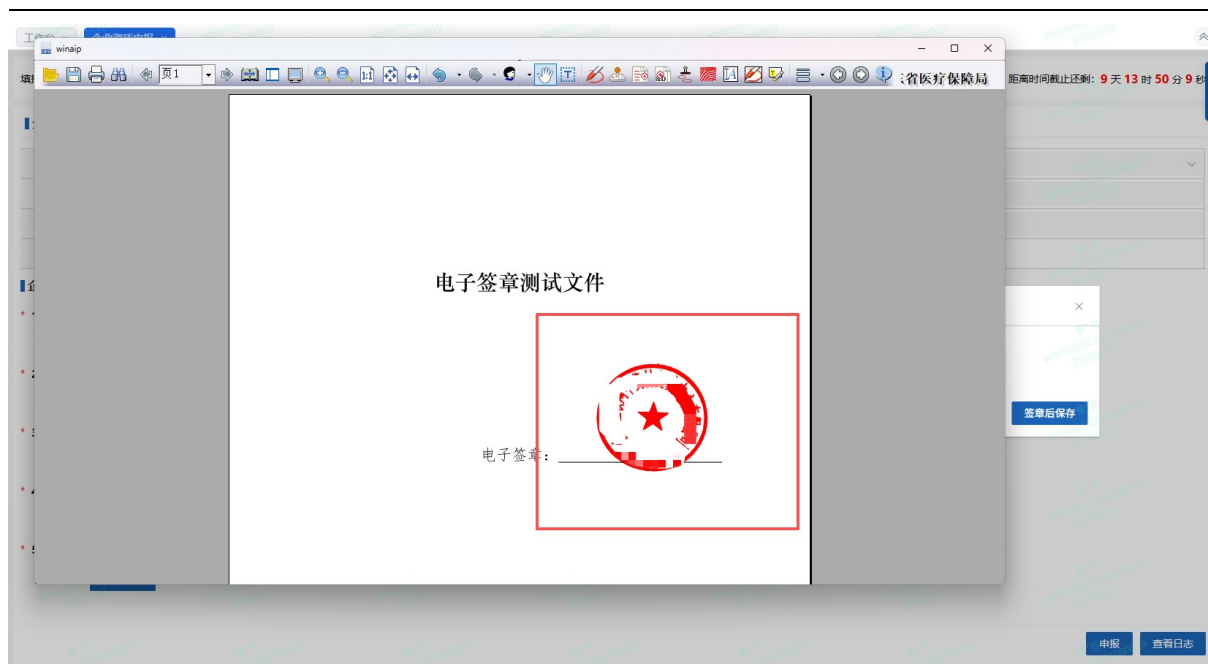 winaip
页1
1:1
省医疗保障局
距离时间截止还剩：9 天 13 时 50 分 9 秒
电子签章测试文件
电子签章：
签章后保存
申报
查看日志